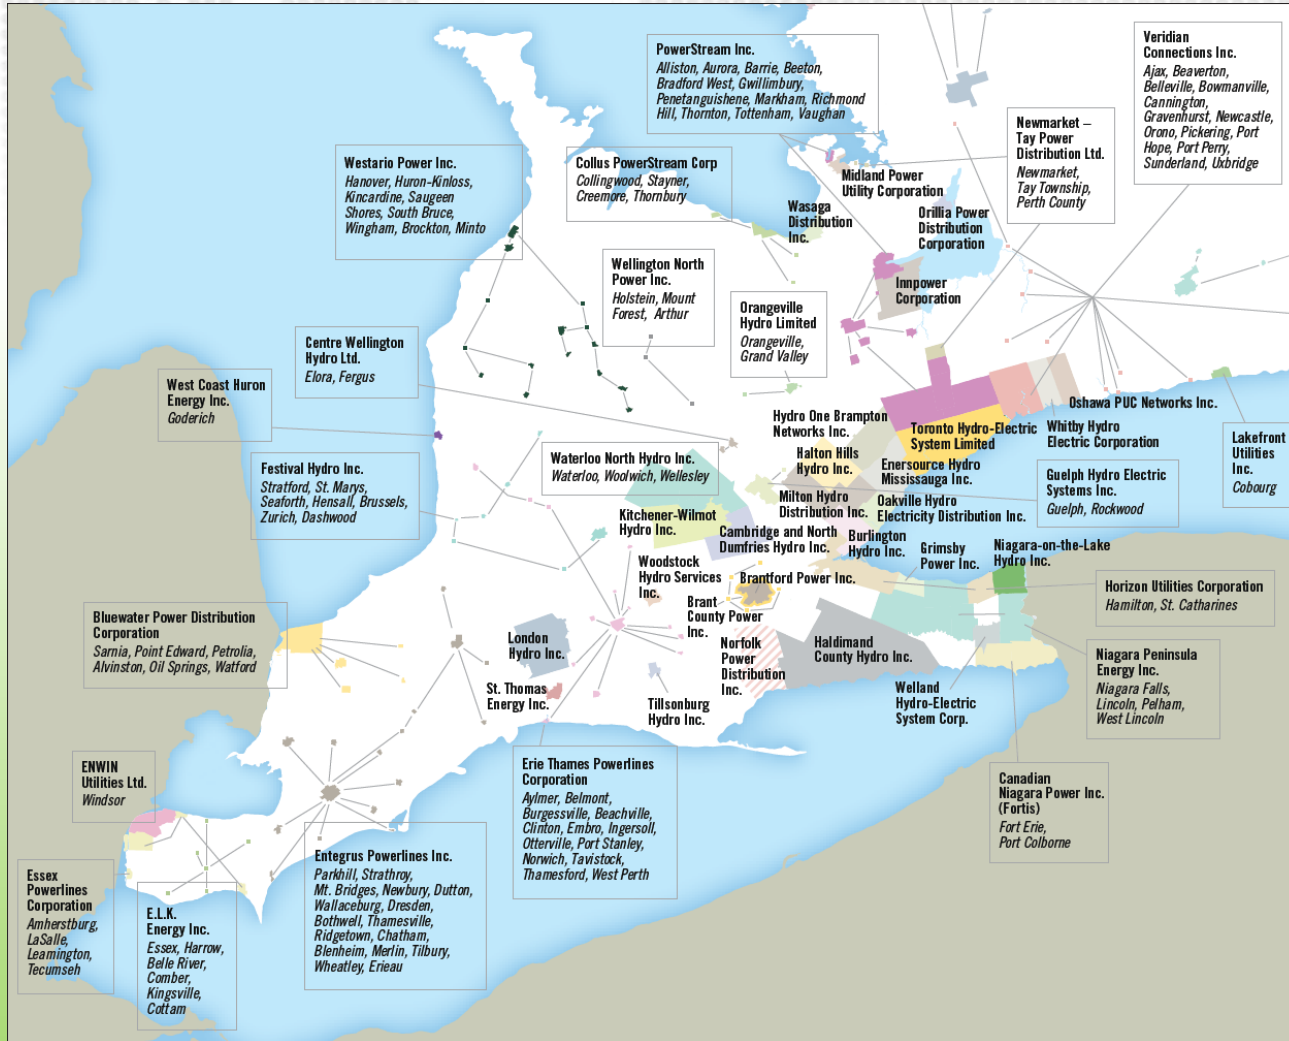 PowerStream Inc.
Alliston, Aurora, Barrie, Beeton,
Bradford West, Gwillimbury,
Penetanguishene, Markham, Richmond
Hill, Thornton, Tottenham, Vaughan
Veridian
Connections Inc.
Ajax, Beaverton,
Belleville, Bowmanville,
Cannington,
Gravenhurst, Newcastle,
Orono, Pickering, Port
Hope, Port Perry,
Sunderland, Uxbridge
Newmarket –
Tay Power
Distribution Ltd.
Newmarket,
Tay Township,
Perth County
Westario Power Inc.
Hanover, Huron-Kinloss,
Kincardine, Saugeen
Shores, South Bruce,
Wingham, Brockton, Minto
Collus PowerStream Corp
Collingwood, Stayner,
Creemore, Thornbury
Midland Power
Utility Corporation
Wasaga
Distribution
Inc.
Orillia Power
Distribution
Corporation
Wellington North
Power Inc.
Holstein, Mount
Forest, Arthur
Innpower
Corporation
Orangeville
Hydro Limited
Orangeville,
Grand Valley
Centre Wellington
Hydro Ltd.
Elora, Fergus
West Coast Huron
Energy Inc.
Goderich
Oshawa PUC Networks Inc.
Hydro One Brampton
Networks Inc.
Toronto Hydro-Electric
System Limited
Whitby Hydro
Electric Corporation
Lakefront
Utilities
Inc.
Cobourg
Festival Hydro Inc.
Stratford, St. Marys,
Seaforth, Hensall, Brussels,
Zurich, Dashwood
Waterloo North Hydro Inc.
Waterloo, Woolwich, Wellesley
Halton Hills
Hydro Inc.
Enersource Hydro
Mississauga Inc.
Guelph Hydro Electric
Systems Inc.
Guelph, Rockwood
Milton Hydro
Distribution Inc.
Oakville Hydro
Electricity Distribution Inc.
Kitchener-Wilmot
Hydro Inc.
Cambridge and North
Dumfries Hydro Inc.
Burlington
Hydro Inc.
Grimsby
Power Inc.
Niagara-on-the-Lake
Hydro Inc.
Woodstock
Hydro Services
Inc.
Brantford Power Inc.
Horizon Utilities Corporation
Hamilton, St. Catharines
Brant
County Power
Inc.
Bluewater Power Distribution
Corporation
Sarnia, Point Edward, Petrolia,
Alvinston, Oil Springs, Watford
London
Hydro Inc.
Norfolk
Power
Distribution
Inc.
Haldimand
County Hydro Inc.
Niagara Peninsula
Energy Inc.
Niagara Falls,
Lincoln, Pelham,
West Lincoln
St. Thomas
Energy Inc.
Tillsonburg
Hydro Inc.
Welland
Hydro-Electric
System Corp.
ENWIN
Utilities Ltd.
Windsor
Erie Thames Powerlines
Corporation
Aylmer, Belmont,
Burgessville, Beachville,
Clinton, Embro, Ingersoll,
Otterville, Port Stanley,
Norwich, Tavistock,
Thamesford, West Perth
Canadian
Niagara Power Inc.
(Fortis)
Fort Erie,
Port Colborne
Entegrus Powerlines Inc.
Parkhill, Strathroy,
Mt. Bridges, Newbury, Dutton,
Wallaceburg, Dresden,
Bothwell, Thamesville,
Ridgetown, Chatham,
Blenheim, Merlin, Tilbury,
Wheatley, Erieau
Essex
Powerlines
Corporation
Amherstburg,
LaSalle,
Leamington,
Tecumseh
E.L.K.
Energy Inc.
Essex, Harrow,
Belle River,
Comber,
Kingsville,
Cottam